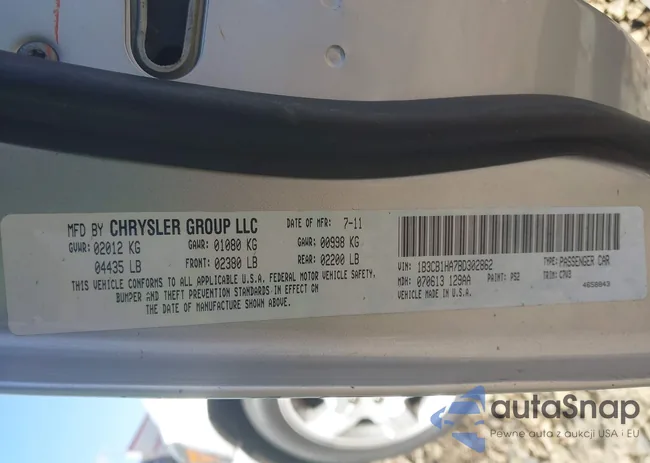 MFD BY CHRYSLER GROUP LLC DATE OF MFR: 7-11
GVWR: 02012 KG GAWR: 01080 KG GAWR: 00998 KG
04435 LB FRONT: 02380 LB REAR: 02200 LB
THIS VEHICLE CONFORMS TO ALL APPLICABLE U.S.A. FEDERAL MOTOR VEHICLE SAFETY,
BUMPER AND THEFT PREVENTION STANDARDS IN EFFECT ON
THE DATE OF MANUFACTURE SHOWN ABOVE.
VIN: 1B3CB1HA7BD302862 TYPE: PASSENGER CAR
MDH: 070613 129AA PAINT: PS2 TRIM: C7V3
VEHICLE MADE IN U.S.A. 4658843
autaSnap
Pewne auta z aukcji USA i EU